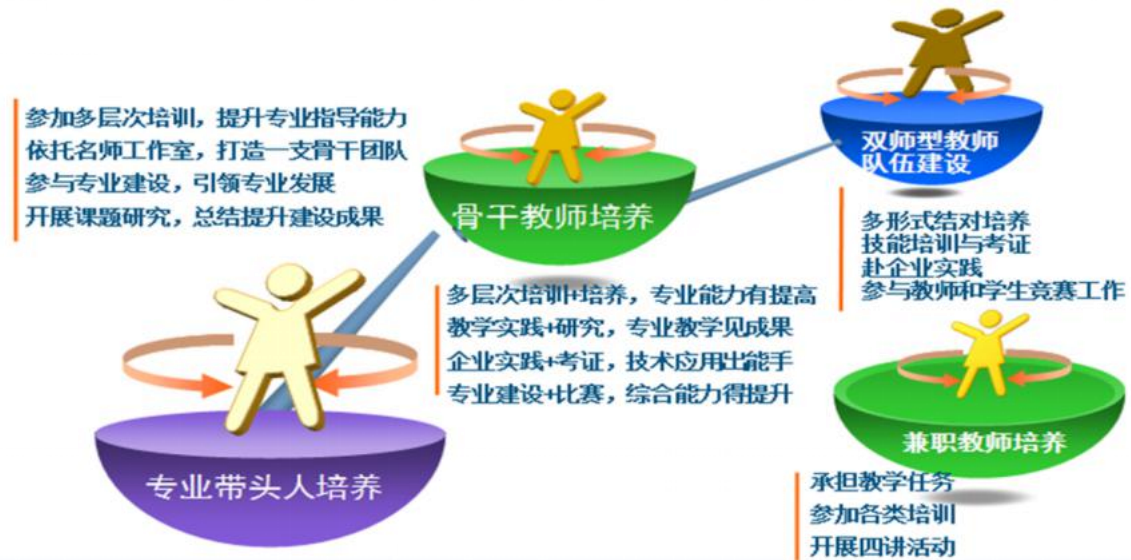 参加多层次培训，提升专业指导能力
依托名师工作室，打造一支骨干团队
参与专业建设，引领专业发展
开展课题研究，总结提升建设成果
专业带头人培养
骨干教师培养
多层次培训+培养，专业能力有提高
教学实践+研究，专业教学见成果
企业实践+考证，技术应用出能手
专业建设+比赛，综合能力得提升
双师型教师
队伍建设
多形式结对培养
技能培训与考证
赴企业实践
参与教师和学生竞赛工作
兼职教师培养
承担教学任务
参加各类培训
开展四讲活动